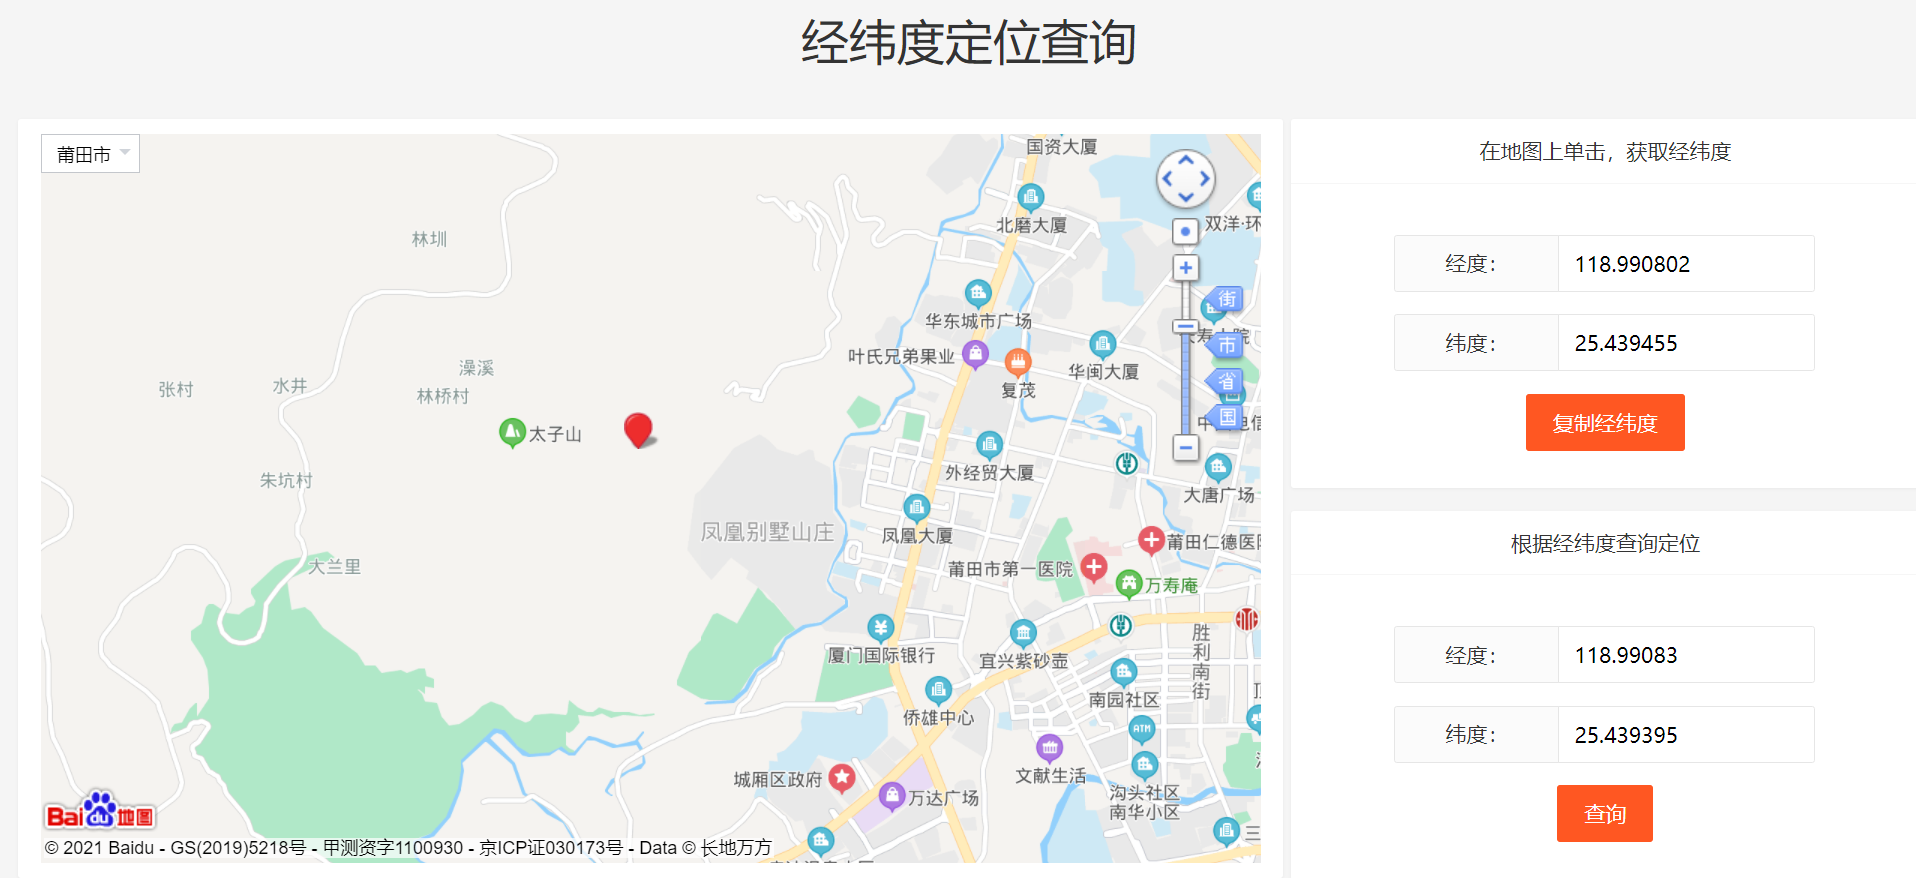 经纬度定位查询
莆田市
国资大厦
林圳
北磨大厦
双洋·环
华东城市广场
街
叶氏兄弟果业
华闽大厦
市
澡溪
张村
水井
林桥村
复茂
省
国
太子山
外经贸大厦
大唐广场
朱坑村
凤凰别墅山庄
凤凰大厦
莆田仁德医院
大兰里
莆田市第一医院
万寿庵
厦门国际银行
宜兴紫砂壶
胜利南街
南园社区
侨雄中心
ATM
城厢区政府
文献生活
万达广场
沟头社区
南华小区
三
Bai du 地图
© 2021 Baidu - GS(2019)5218号 - 甲测资字1100930 - 京ICP证030173号 - Data © 长地万方
在地图上单击，获取经纬度
经度： 118.990802
纬度： 25.439455
复制经纬度
根据经纬度查询定位
经度： 118.99083
纬度： 25.439395
查询